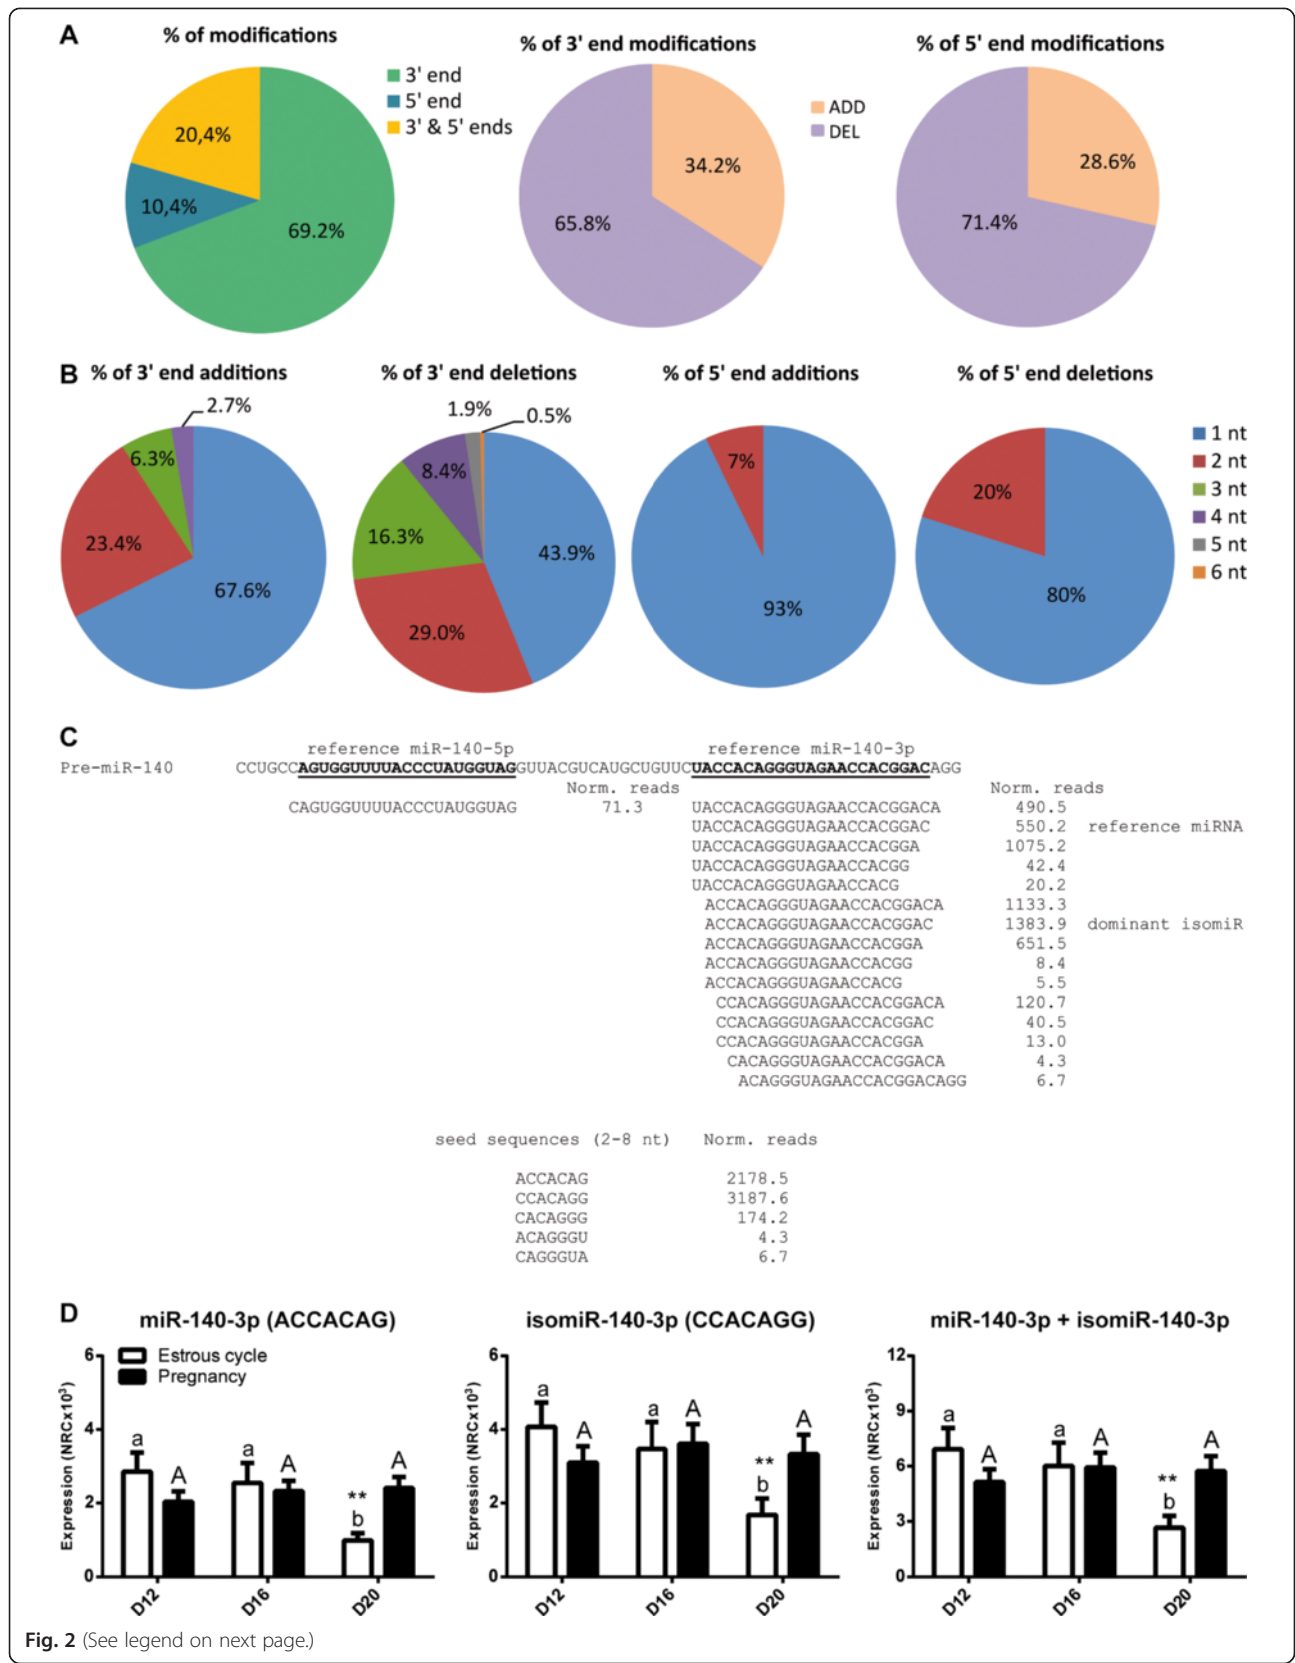 A
% of modifications
3' end
5' end
3' & 5' ends
20,4%
10,4%
69.2%
% of 3' end modifications
34.2%
65.8%
ADD
DEL
% of 5' end modifications
28.6%
71.4%
B
% of 3' end additions
2.7%
6.3%
23.4%
67.6%
% of 3' end deletions
1.9%
0.5%
8.4%
16.3%
43.9%
29.0%
% of 5' end additions
7%
93%
% of 5' end deletions
20%
80%
1 nt
2 nt
3 nt
4 nt
5 nt
6 nt
C
reference miR-140-5p reference miR-140-3p
Pre-miR-140 CCUGCCAGUGGUUUUACCCUAUGGUAGGUUACGUCAUGCUGUUCUACCACAGGGUAGAACCACGGACAGG
Norm. reads Norm. reads
CAGUGGUUUUACCCUAUGGUAG 71.3 UACCACAGGGUAGAACCACGGACA 490.5
UACCACAGGGUAGAACCACGGAC 550.2 reference miRNA
UACCACAGGGUAGAACCACGGA 1075.2
UACCACAGGGUAGAACCACGG 42.4
UACCACAGGGUAGAACCACG 20.2
ACCACAGGGUAGAACCACGGACA 1133.3
ACCACAGGGUAGAACCACGGAC 1383.9 dominant isomiR
ACCACAGGGUAGAACCACGGA 651.5
ACCACAGGGUAGAACCACGG 8.4
ACCACAGGGUAGAACCACG 5.5
CCACAGGGUAGAACCACGGACA 120.7
CCACAGGGUAGAACCACGGAC 40.5
CCACAGGGUAGAACCACGGA 13.0
CACAGGGUAGAACCACGGACA 4.3
ACAGGGUAGAACCACGGACAGG 6.7
seed sequences (2-8 nt) Norm. reads
ACCACAG 2178.5
CCACAGG 3187.6
CACAGGG 174.2
ACAGGGU 4.3
CAGGGUA 6.7
D
miR-140-3p (ACCACAG)
Estrous cycle
Pregnancy
Expression (NRCx10³)
6
4
2
0
a
A
a
A
**
b
A
D12
D16
D20
isomiR-140-3p (CCACAGG)
Expression (NRCx10³)
6
4
2
0
a
A
a
A
**
b
A
D12
D16
D20
miR-140-3p + isomiR-140-3p
Expression (NRCx10³)
12
9
6
3
0
a
A
a
A
**
b
A
D12
D16
D20
Fig. 2 (See legend on next page.)